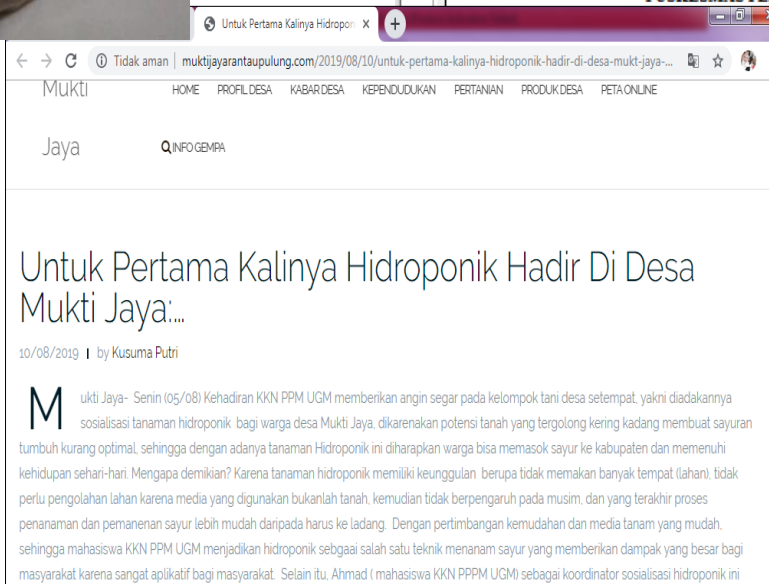 Untuk Pertama Kalinya Hidropon
Tidak aman | muktijayarantaupulung.com/2019/08/10/untuk-pertama-kalinya-hidroponik-hadir-di-desa-mukt-jaya-...
Mukti
Jaya
HOME PROFIL DESA KABAR DESA KEPENDUDUKAN PERTANIAN PRODUK DESA PETA ONLINE
INFO GEMPA
Untuk Pertama Kalinya Hidroponik Hadir Di Desa
Mukti Jaya:...
10/08/2019 | by Kusuma Putri
Mukti Jaya- Senin (05/08) Kehadiran KKN PPM UGM memberikan angin segar pada kelompok tani desa setempat, yakni diadakannya
sosialisasi tanaman hidroponik bagi warga desa Mukti Jaya, dikarenakan potensi tanah yang tergolong kering kadang membuat sayuran
tumbuh kurang optimal, sehingga dengan adanya tanaman Hidroponik ini diharapkan warga bisa memasok sayur ke kabupaten dan memenuhi
kehidupan sehari-hari. Mengapa demikian? Karena tanaman hidroponik memiliki keunggulan berupa tidak memakan banyak tempat (lahan), tidak
perlu pengolahan lahan karena media yang digunakan bukanlah tanah, kemudian tidak berpengaruh pada musim, dan yang terakhir proses
penanaman dan pemanenan sayur lebih mudah daripada harus ke ladang. Dengan pertimbangan kemudahan dan media tanam yang mudah,
sehingga mahasiswa KKN PPM UGM menjadikan hidroponik sebgaai salah satu teknik menanam sayur yang memberikan dampak yang besar bagi
masyarakat karena sangat aplikatif bagi masyarakat. Selain itu, Ahmad ( mahasiswa KKN PPPM UGM) sebagai koordinator sosialisasi hidroponik ini